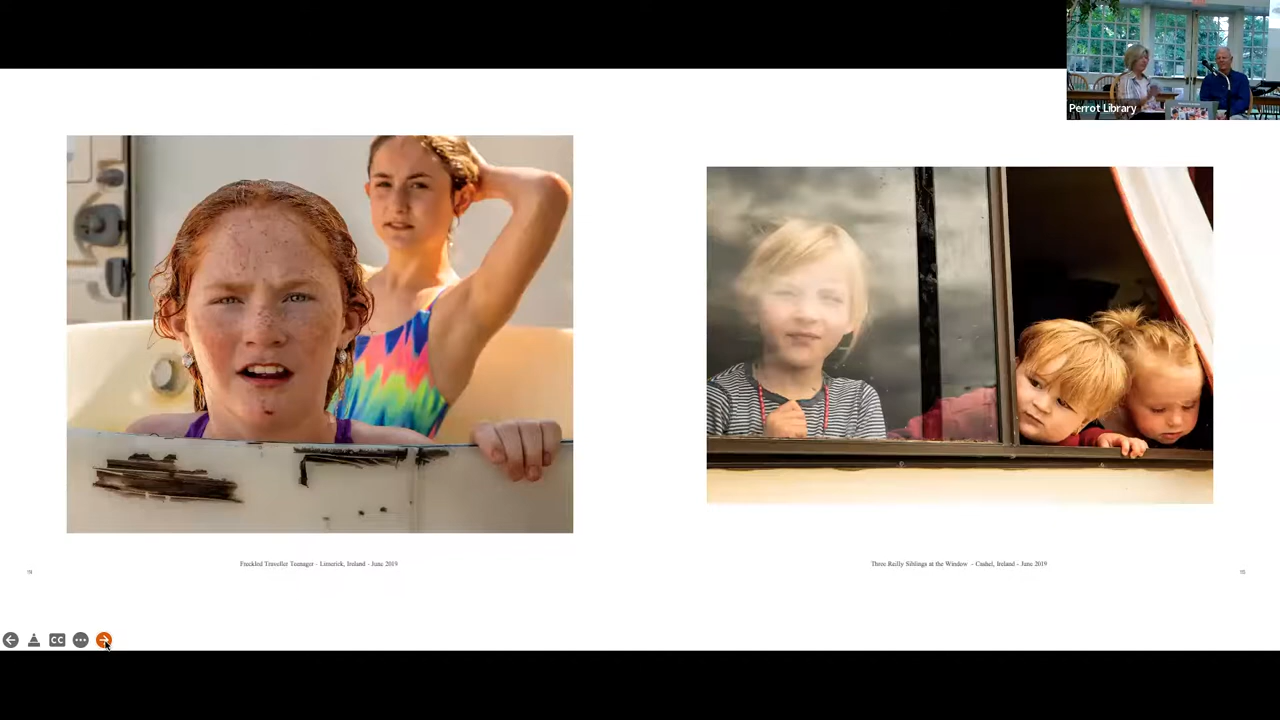 Perrot Library
Freckled Traveller Teenager - Limerick, Ireland - June 2019
Three Reilly Siblings at the Window - Cashel, Ireland - June 2019
CC